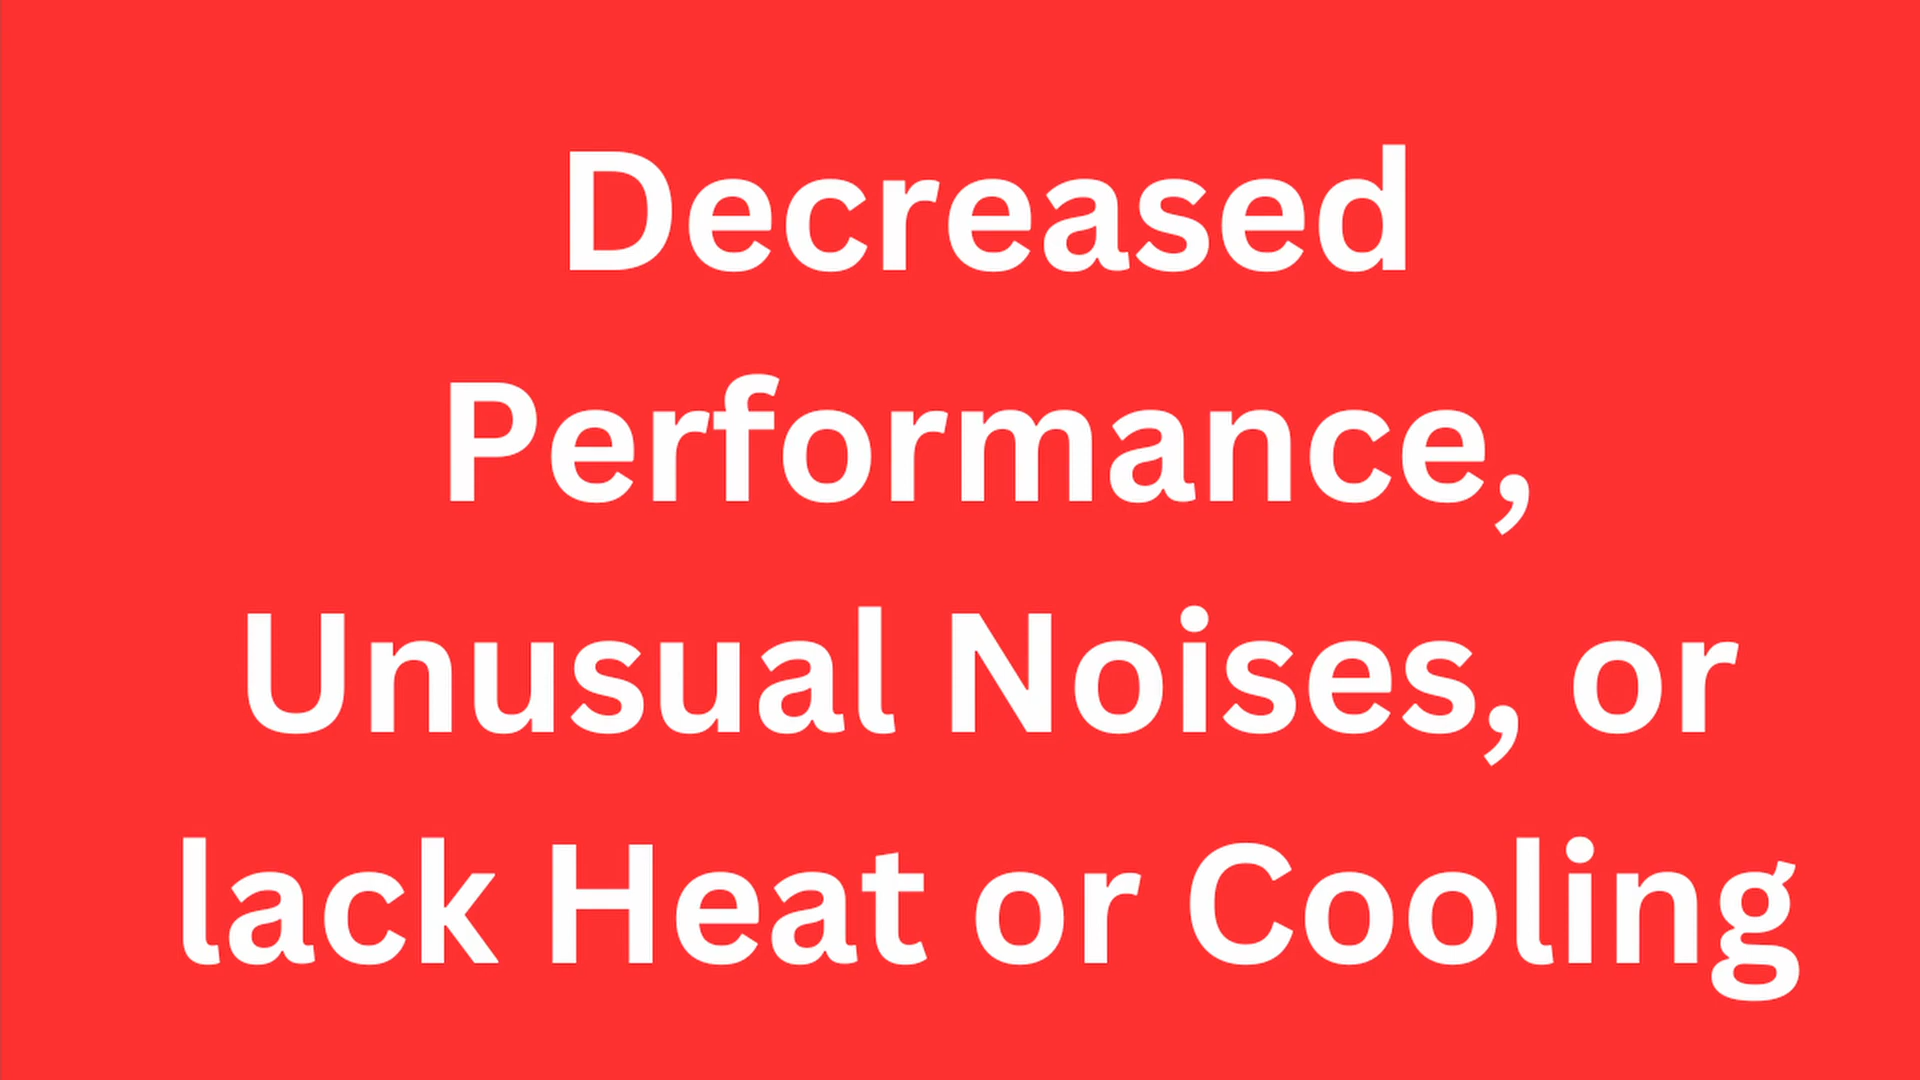 Decreased
Performance,
Unusual Noises, or
lack Heat or Cooling